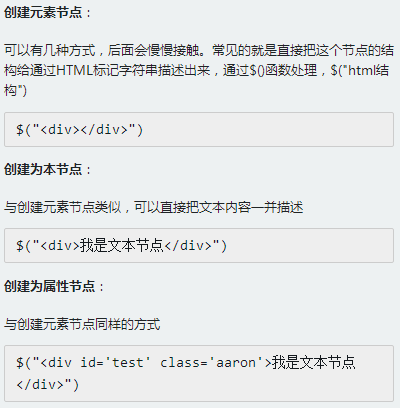 创建元素节点：
可以有几种方式，后面会慢慢接触。常见的就是直接把这个节点的结
构给通过HTML标记字符串描述出来，通过$()函数处理，$("html结
构")
$("<div></div>")
创建为本节点：
与创建元素节点类似，可以直接把文本内容一并描述
$("<div>我是文本节点</div>")
创建为属性节点：
与创建元素节点同样的方式
$("<div id='test' class='aaron'>我是文本节点
</div>")